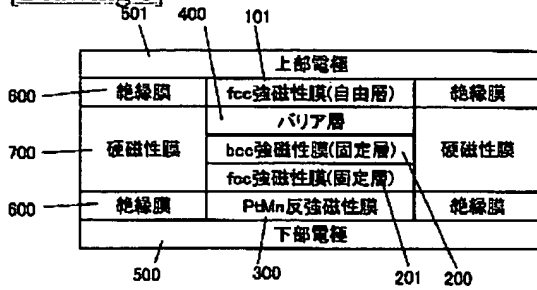 501 400 101
上部電極
600 絶縁膜 fcc強磁性膜(自由層) 絶縁膜
バリア層
700 硬磁性膜 bcc強磁性膜(固定層) 硬磁性膜
fcc強磁性膜(固定層)
600 絶縁膜 PtMn反強磁性膜 絶縁膜
下部電極
500 300 201 200